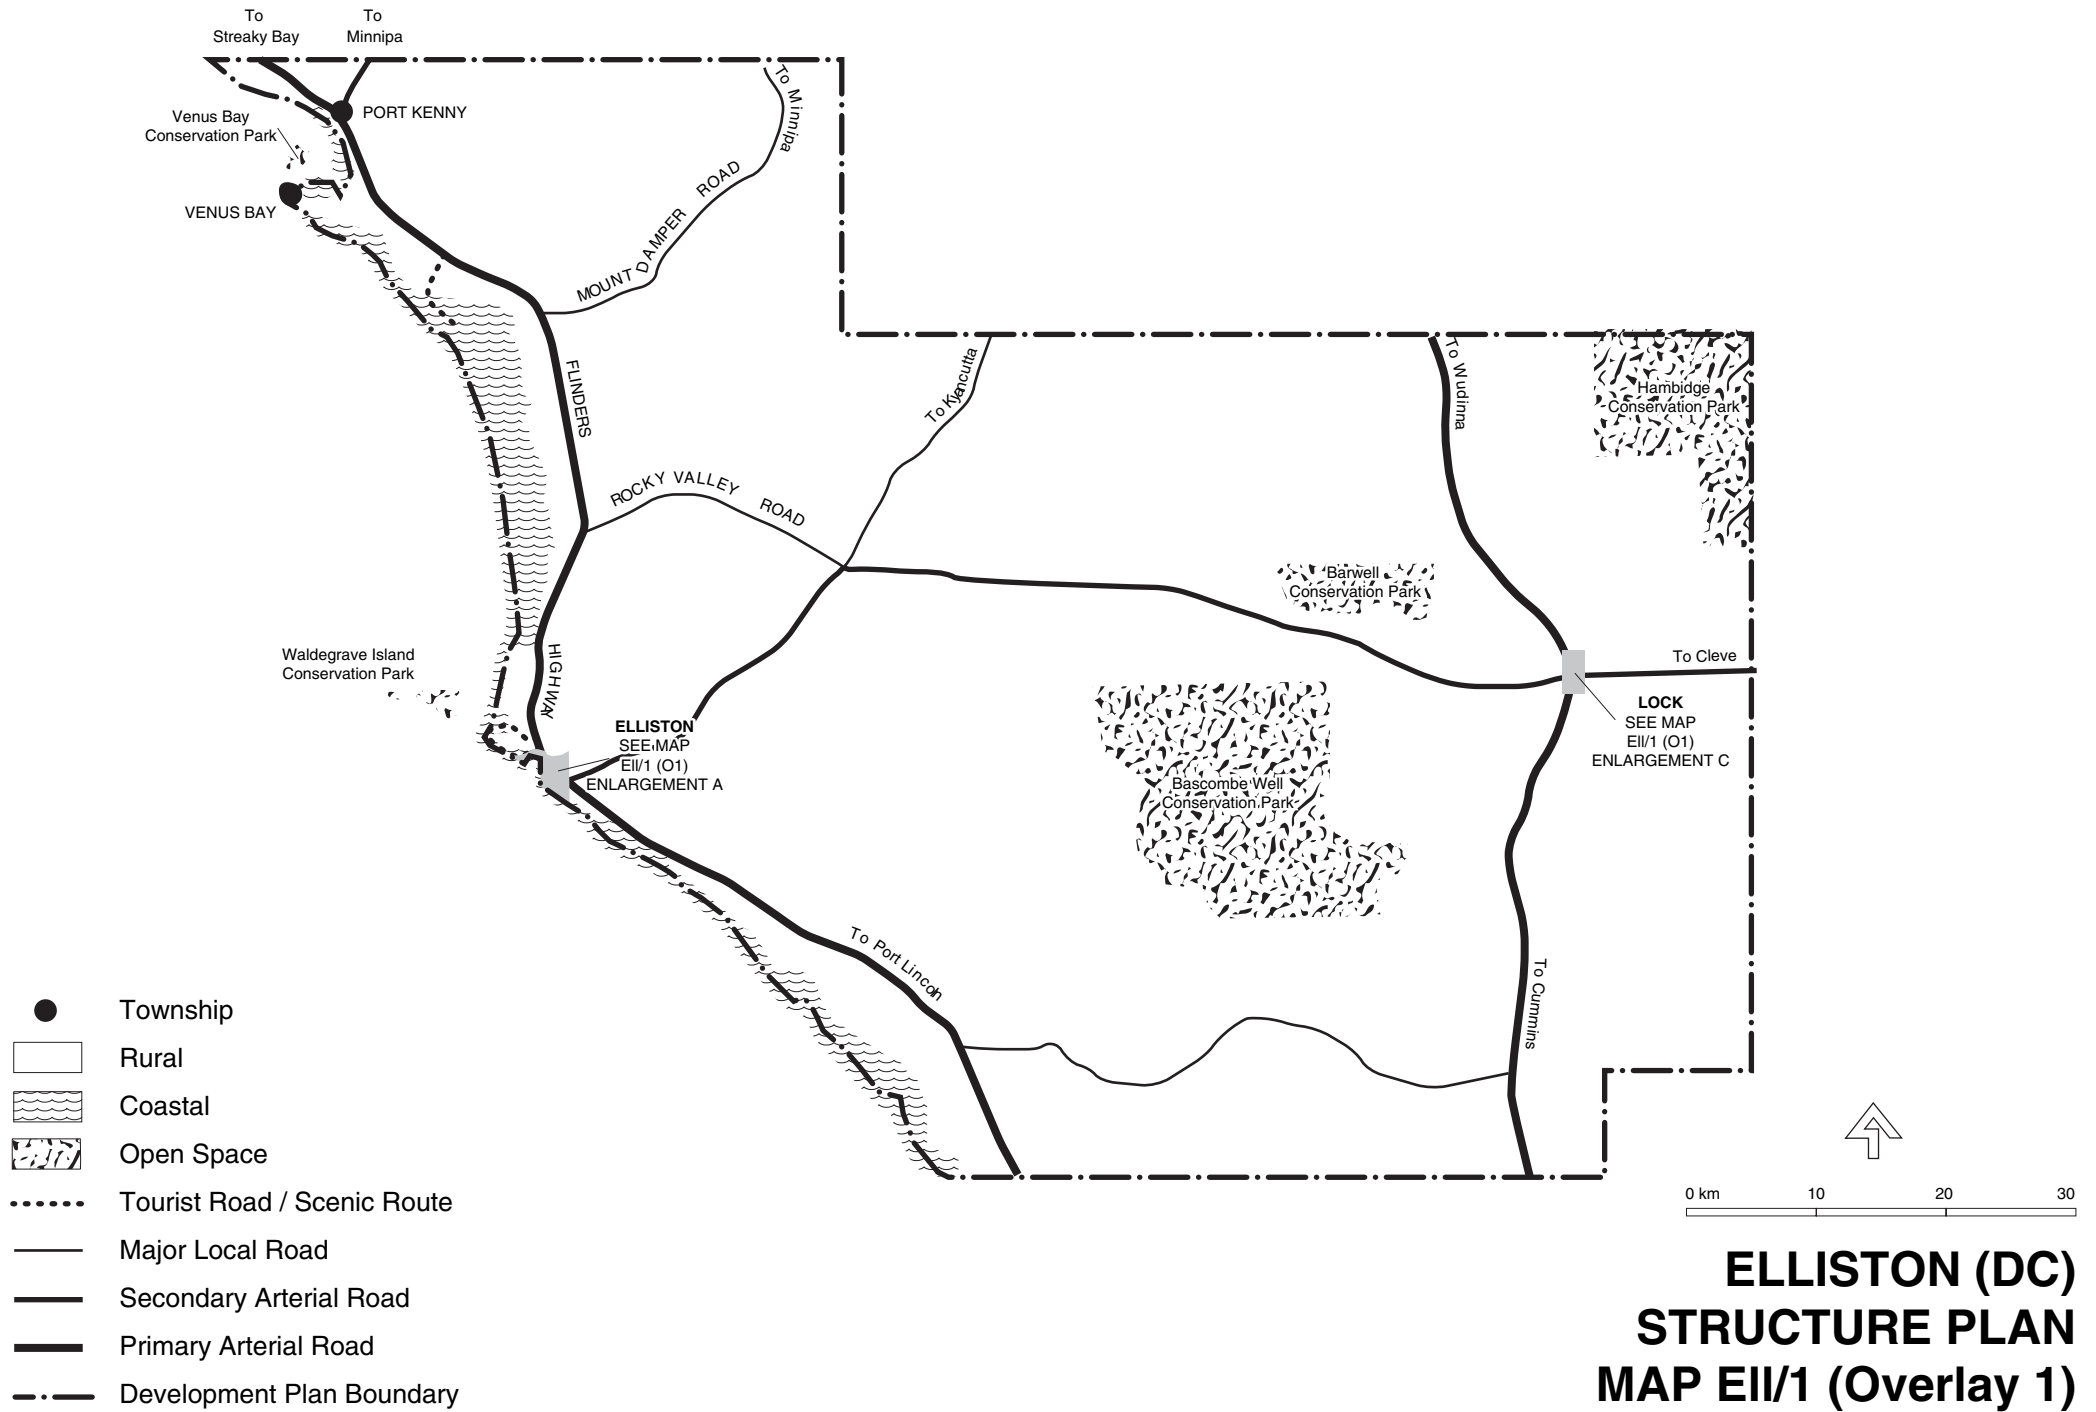 To
Streaky Bay
To
Minnipa
To Minnipa
Venus Bay
Conservation Park
PORT KENNY
VENUS BAY
MOUNT DAMPER ROAD
FLINDERS
To Kyancutta
To Wudinna
Hambidge
Conservation Park
ROCKY VALLEY ROAD
Barwell
Conservation Park
Waldegrave Island
Conservation Park
HIGHWAY
To Cleve
ELLISTON
SEE MAP
Ell/1 (O1)
ENLARGEMENT A
LOCK
SEE MAP
Ell/1 (O1)
ENLARGEMENT C
Bascombe Well
Conservation Park
To Port Lincoln
To Cummins
Township
Rural
Coastal
Open Space
Tourist Road / Scenic Route
Major Local Road
Secondary Arterial Road
Primary Arterial Road
Development Plan Boundary
0 km 10 20 30
ELLISTON (DC)
STRUCTURE PLAN
MAP Ell/1 (Overlay 1)